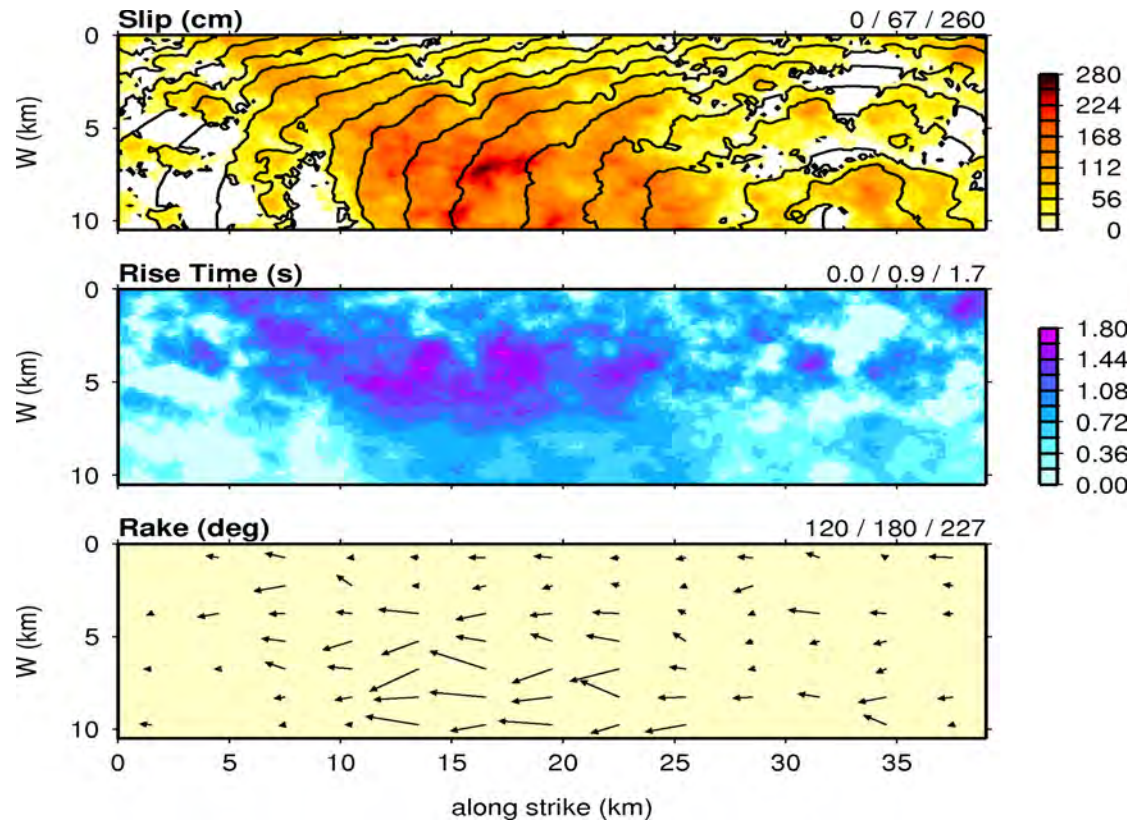 Slip (cm) 0 / 67 / 260
0
5
10
W (km)
280
224
168
112
56
0
Rise Time (s) 0.0 / 0.9 / 1.7
0
5
10
W (km)
1.80
1.44
1.08
0.72
0.36
0.00
Rake (deg) 120 / 180 / 227
0
5
10
W (km)
0 5 10 15 20 25 30 35
along strike (km)